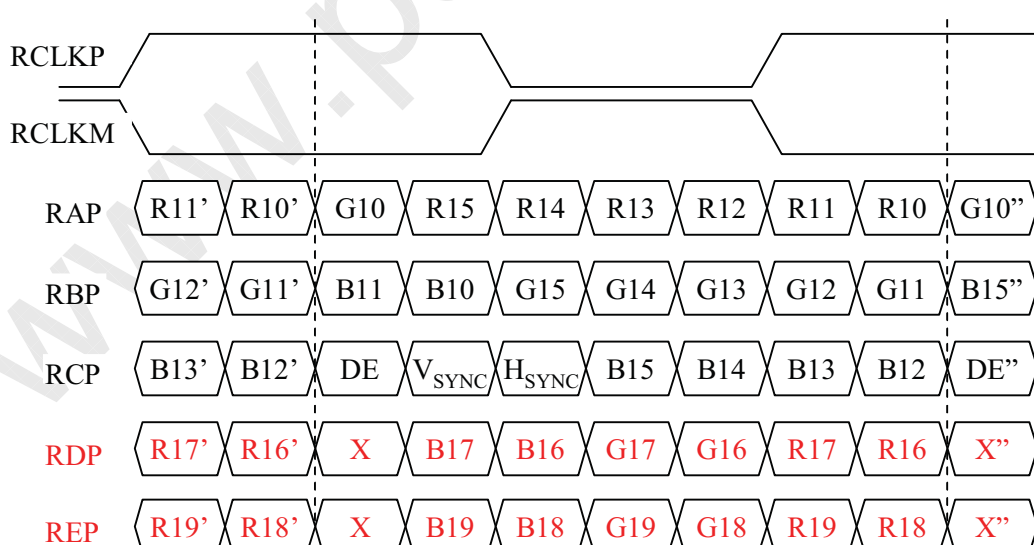 www.p
RCLKP
RCLKM
RAP R11’ R10’ G10 R15 R14 R13 R12 R11 R10 G10”
RBP G12’ G11’ B11 B10 G15 G14 G13 G12 G11 B15”
RCP B13’ B12’ DE VSYNC HSYNC B15 B14 B13 B12 DE”
RDP R17’ R16’ X B17 B16 G17 G16 R17 R16 X”
REP R19’ R18’ X B19 B18 G19 G18 R19 R18 X”